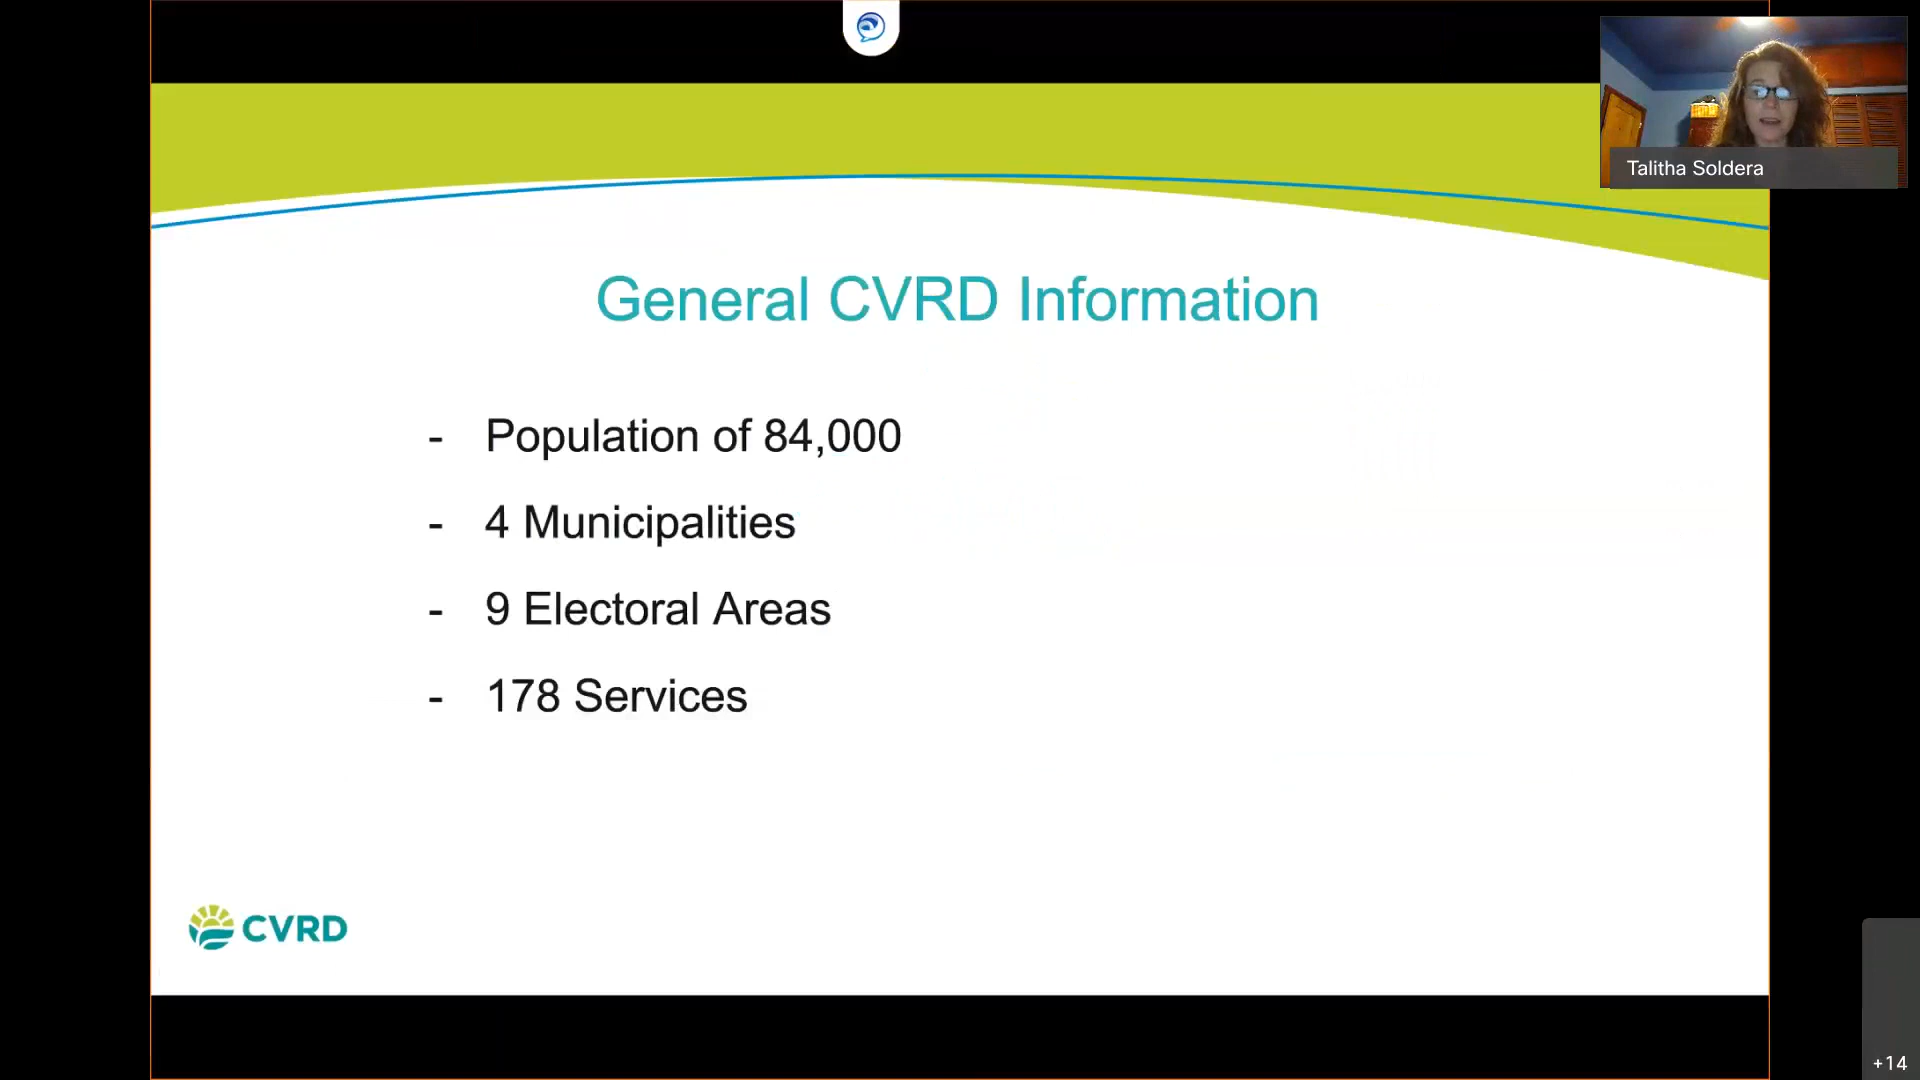 Talitha Soldera
General CVRD Information
- Population of 84,000
- 4 Municipalities
- 9 Electoral Areas
- 178 Services
CVRD
+14